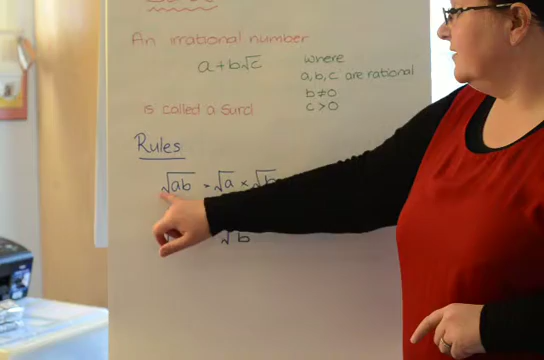 An irrational number
a+b√c
where
a,b,c are rational
b≠0
c>0
is called a Surd
Rules
√ab = √a × √b
√b